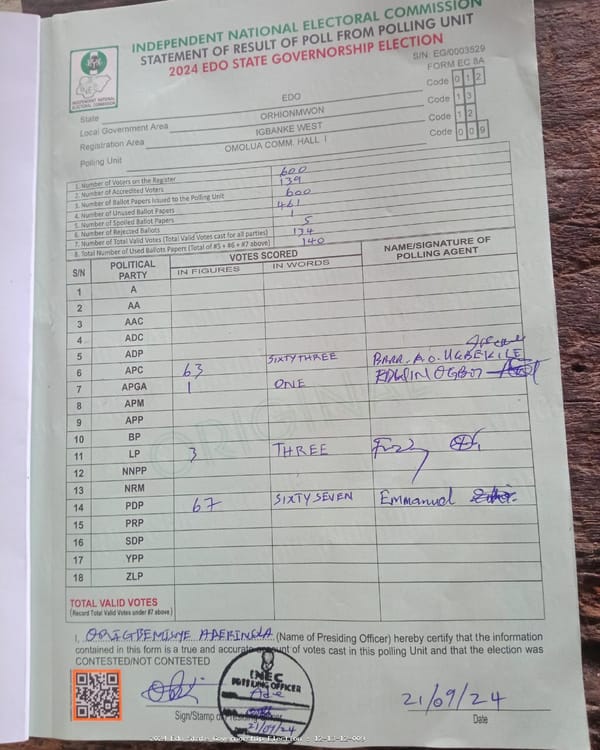 INDEPENDENT NATIONAL ELECTORAL COMMISSION
STATEMENT OF RESULT OF POLL FROM POLLING UNIT
2024 EDO STATE GOVERNORSHIP ELECTION
INEC
INDEPENDENT NATIONAL ELECTORAL COMMISSION
S/N: EG/0003529
FORM EC 8A
State EDO Code 0 1 2
Local Government Area ORHIONMWON Code 1 3
Registration Area IGBANKE WEST Code 1 2
Polling Unit OMOLUA COMM. HALL I Code 0 0 9
1. Number of Voters on the Register 600
2. Number of Accredited Voters 139
3. Number of Ballot Papers Issued to the Polling Unit 600
4. Number of Unused Ballot Papers 461
5. Number of Spoiled Ballot Papers 1
6. Number of Rejected Ballots 5
7. Number of Total Valid Votes (Total Valid Votes cast for all parties) 134
8. Total Number of Used Ballots Papers (Total of #5 + #6 + #7 above) 140
S/N POLITICAL PARTY VOTES SCORED NAME/SIGNATURE OF POLLING AGENT
IN FIGURES IN WORDS
1 A
2 AA
3 AAC
4 ADC
5 ADP
6 APC 63 SIXTY THREE BARR. A.O. UGBEKILE
7 APGA 1 ONE EDWIN OGBOI
8 APM
9 APP
10 BP
11 LP 3 THREE
12 NNPP
13 NRM
14 PDP 67 SIXTY SEVEN Emmanuel
15 PRP
16 SDP
17 YPP
18 ZLP
TOTAL VALID VOTES
(Record Total Valid Votes under #7 above)
I, ORIGBEMISIYE ADERINOLA (Name of Presiding Officer) hereby certify that the information
contained in this form is a true and accurate account of votes cast in this polling Unit and that the election was
CONTESTED/NOT CONTESTED
INEC
POLLING OFFICER
21/09/24
Sign/Stamp of Presiding Officer
21/09/24
Date
2024 Edo State Governorship Election - 12-13-12-009